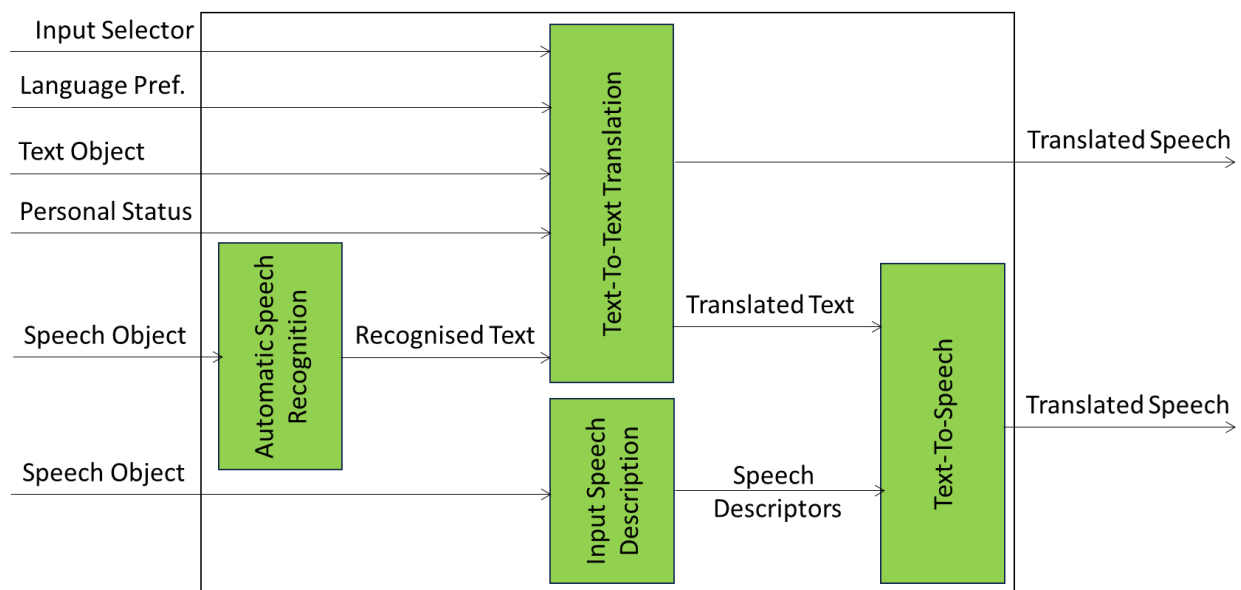 Input Selector
Language Pref.
Text Object
Translated Speech
Personal Status
Text-To-Text Translation
Automatic Speech
Recognition
Speech Object
Recognised Text
Translated Text
Text-To-Speech
Translated Speech
Speech Object
Input Speech
Description
Speech
Descriptors